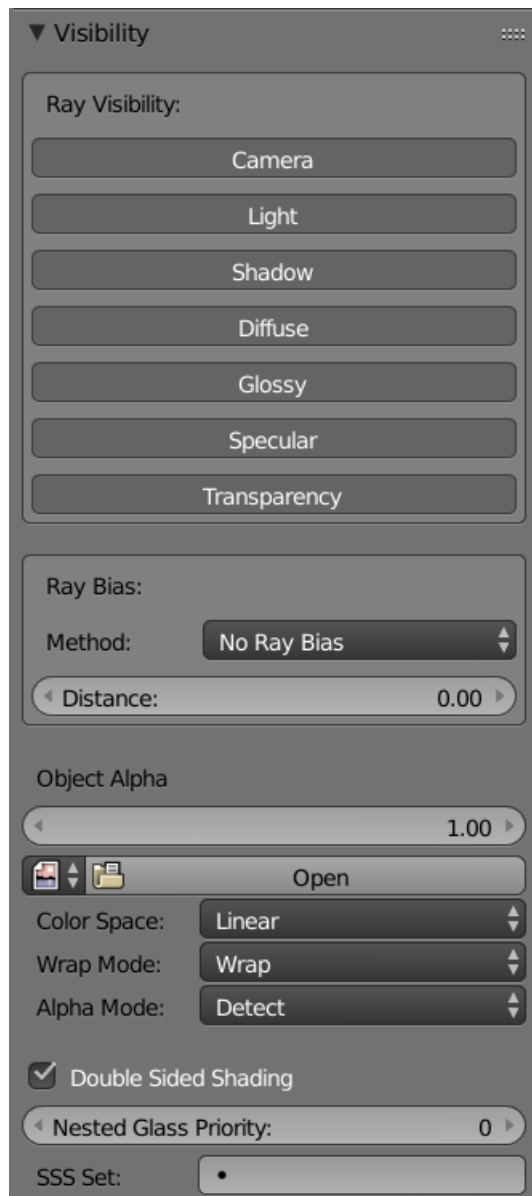 Visibility
Ray Visibility:
Camera
Light
Shadow
Diffuse
Glossy
Specular
Transparency
Ray Bias:
Method: No Ray Bias
Distance: 0.00
Object Alpha
1.00
Open
Color Space: Linear
Wrap Mode: Wrap
Alpha Mode: Detect
Double Sided Shading
Nested Glass Priority: 0
SSS Set: •